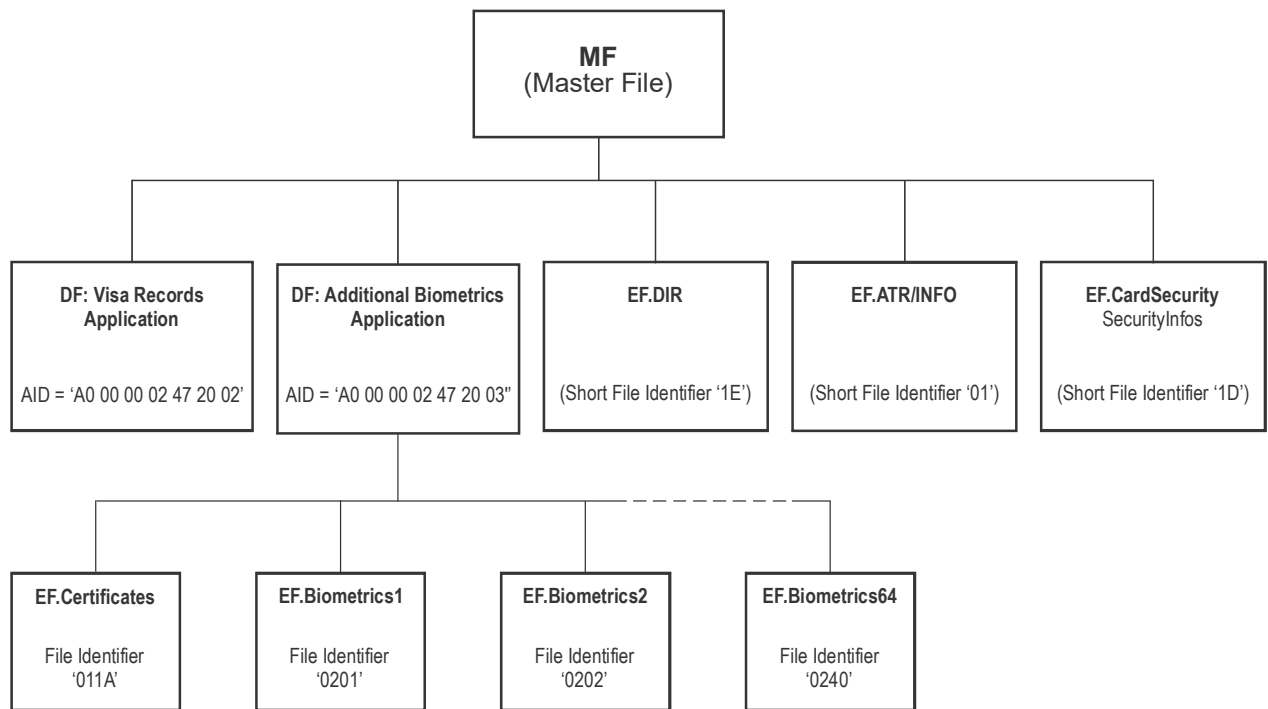 MF
(Master File)
DF: Visa Records
Application
AID = ‘A0 00 00 02 47 20 02’
DF: Additional Biometrics
Application
AID = ‘A0 00 00 02 47 20 03"
EF.DIR
(Short File Identifier ‘1E’)
EF.ATR/INFO
(Short File Identifier ‘01’)
EF.CardSecurity
SecurityInfos
(Short File Identifier ‘1D’)
EF.Certificates
File Identifier
‘011A’
EF.Biometrics1
File Identifier
‘0201’
EF.Biometrics2
File Identifier
‘0202’
EF.Biometrics64
File Identifier
‘0240’